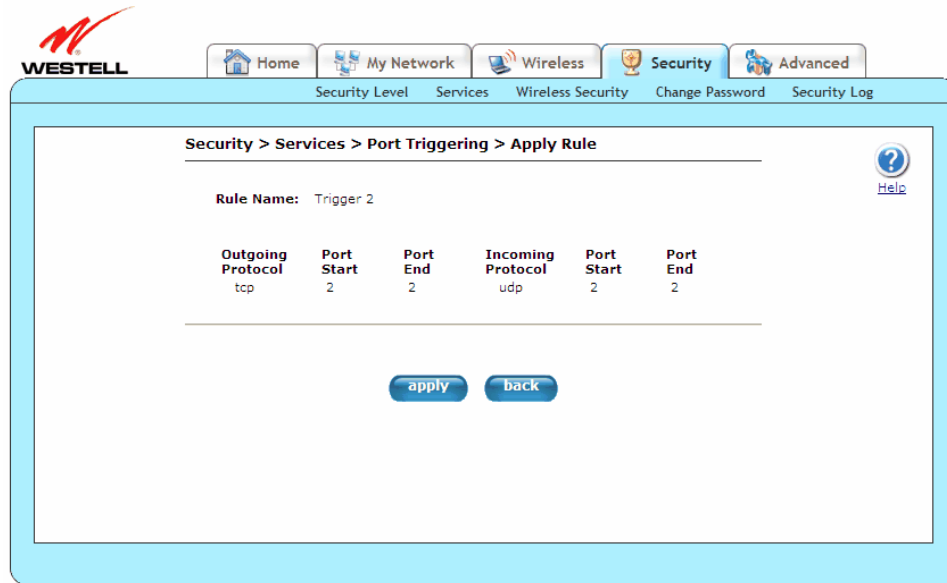 WESTELL
Home My Network Wireless Security Advanced
Security Level Services Wireless Security Change Password Security Log
Security > Services > Port Triggering > Apply Rule
Help
Rule Name: Trigger 2
Outgoing Protocol Port Start Port End Incoming Protocol Port Start Port End
tcp 2 2 udp 2 2
apply back